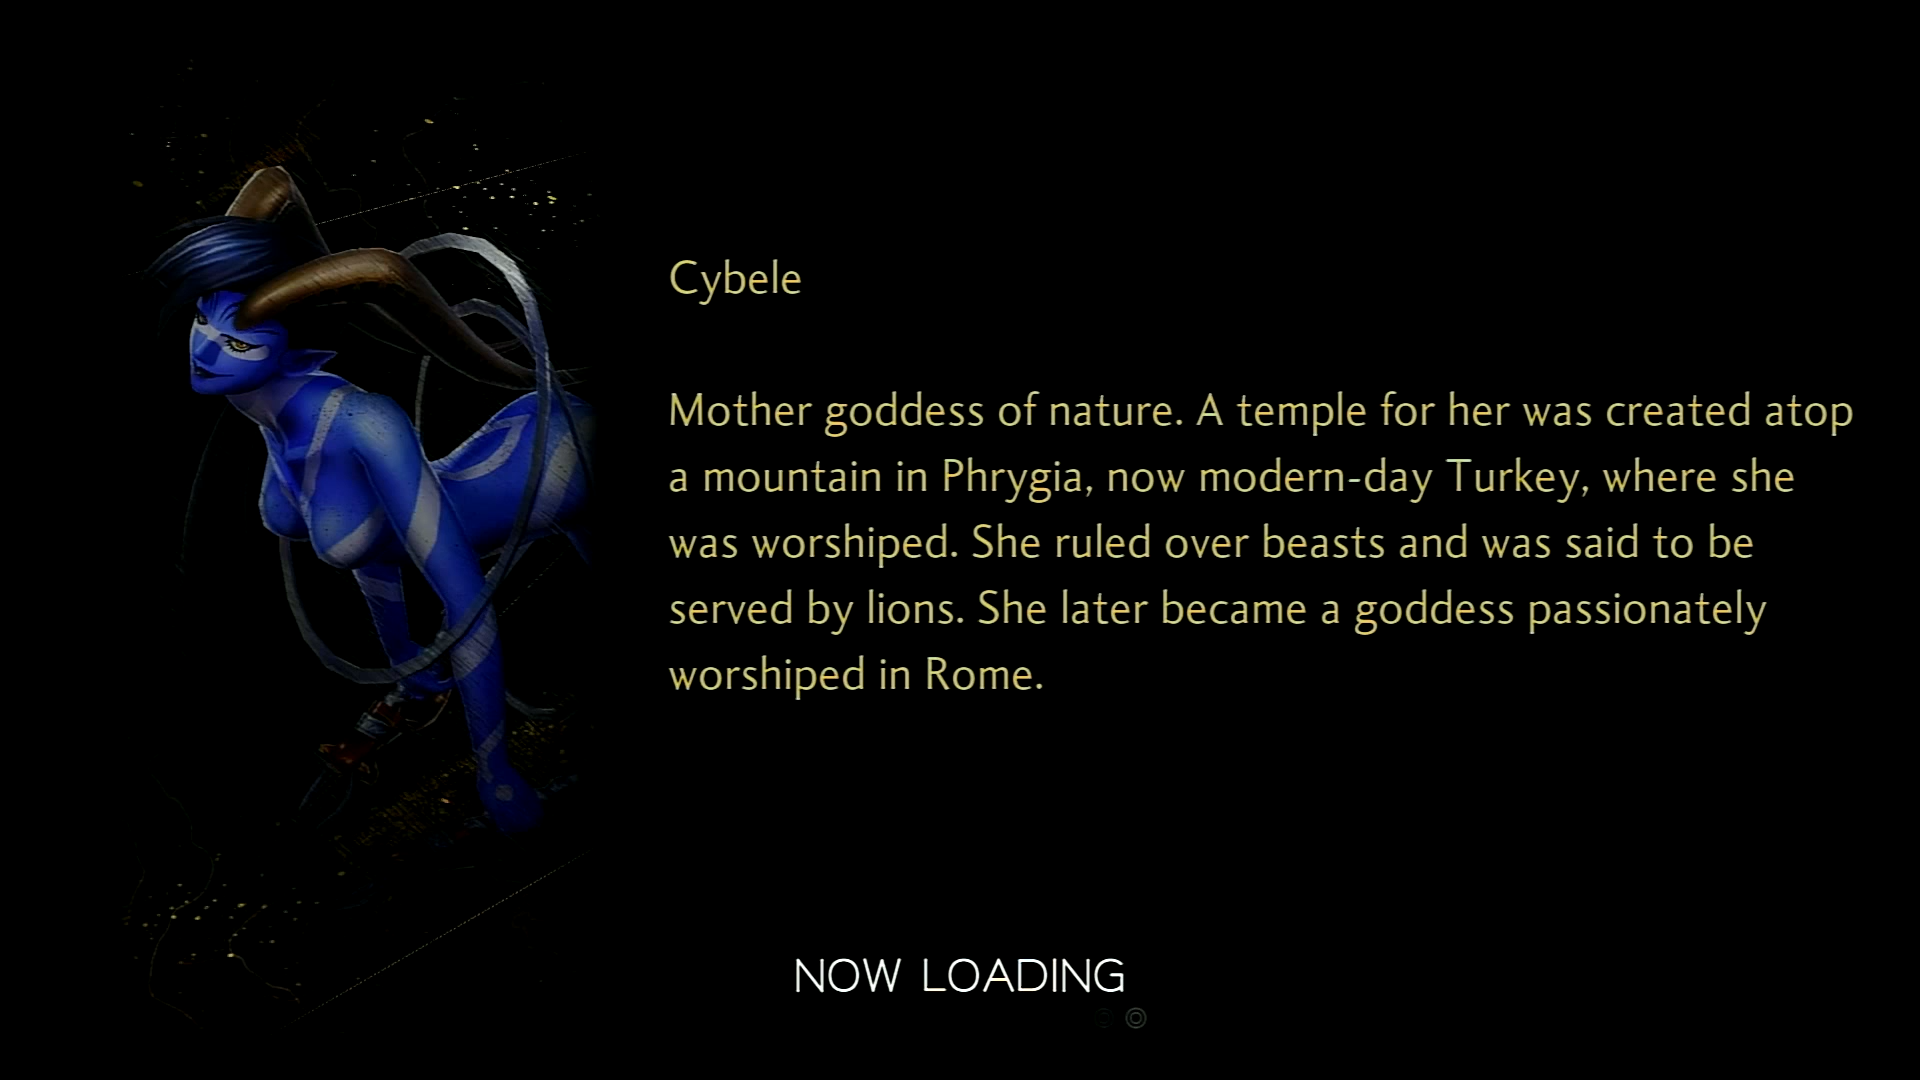 Cybele
Mother goddess of nature. A temple for her was created atop
a mountain in Phrygia, now modern-day Turkey, where she
was worshiped. She ruled over beasts and was said to be
served by lions. She later became a goddess passionately
worshiped in Rome.
NOW LOADING